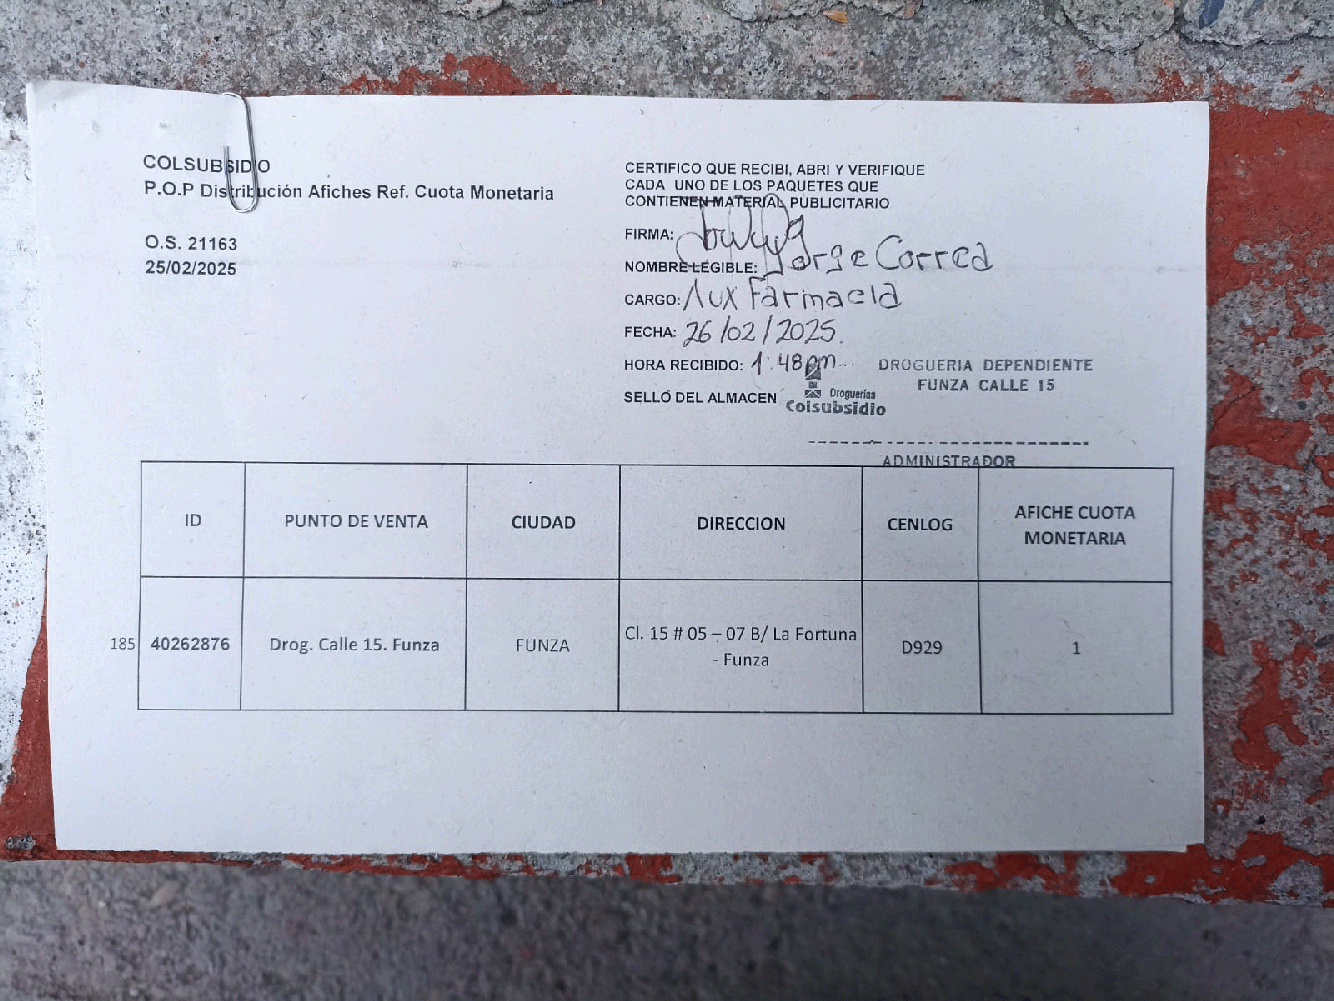 COLSUBSIDIO
P.O.P Distribución Afiches Ref. Cuota Monetaria
O.S. 21163
25/02/2025
CERTIFICO QUE RECIBI, ABRI Y VERIFIQUE
CADA UNO DE LOS PAQUETES QUE
CONTIENEN MATERIAL PUBLICITARIO
FIRMA:
NOMBRE LEGIBLE: Jorge Correa
CARGO: Aux Farmacia
FECHA: 26/02/2025.
HORA RECIBIDO: 1:48pm
SELLO DEL ALMACEN
Droguerías
Colsubsidio
DROGUERIA DEPENDIENTE
FUNZA CALLE 15
ADMINISTRADOR
ID PUNTO DE VENTA CIUDAD DIRECCION CENLOG AFICHE CUOTA
MONETARIA
185 40262876 Drog. Calle 15. Funza FUNZA Cl. 15 # 05 – 07 B/ La Fortuna
- Funza D929 1